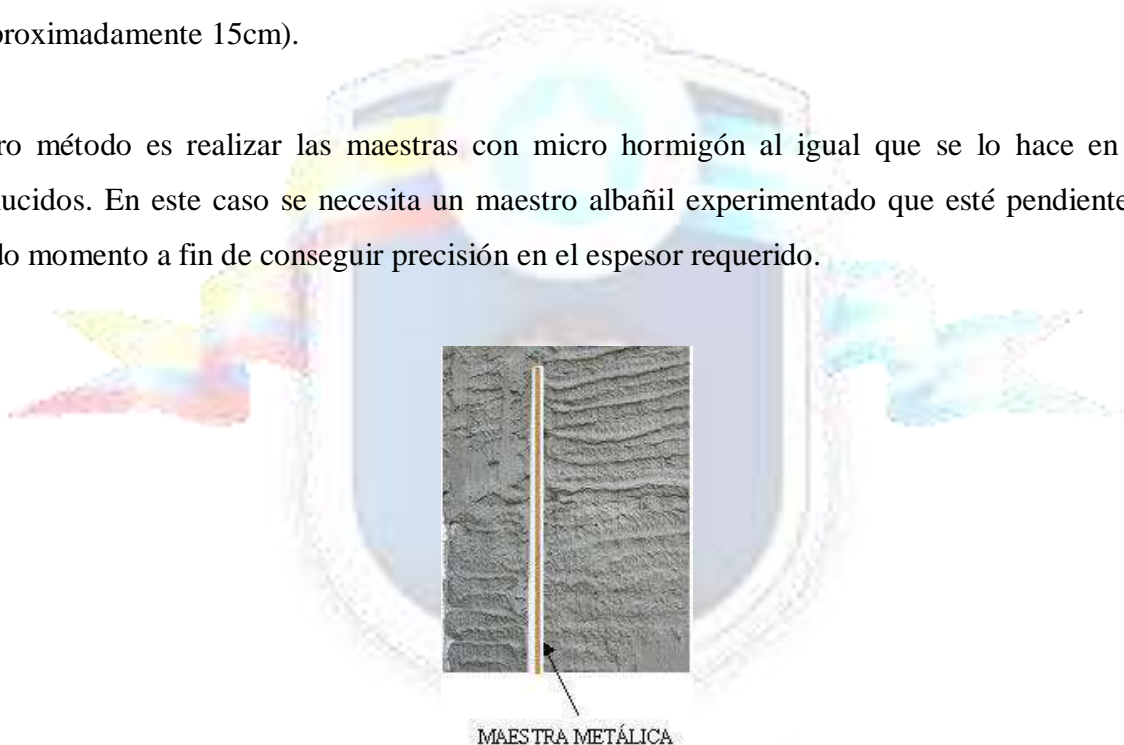 proximadamente 15cm).
ro método es realizar las maestras con micro hormigón al igual que se lo hace en
lucidos. En este caso se necesita un maestro albañil experimentado que esté pendiente
do momento a fin de conseguir precisión en el espesor requerido.
MAESTRA METÁLICA